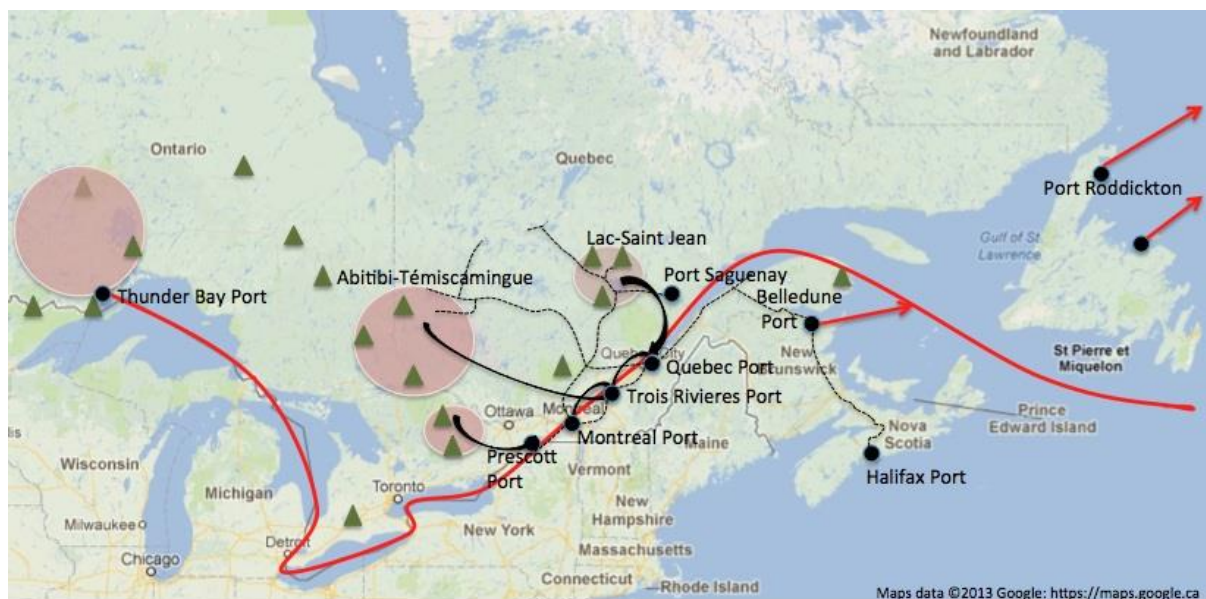 Newfoundland
and Labrador
Ontario
Quebec
Port Roddickton
Lac-Saint Jean
Gulf of St.
Lawrence
Abitibi-Témiscamingue
Port Saguenay
Thunder Bay Port
Belledune
Port
St Pierre et
Miquelon
Quebec City
New
Brunswick
Quebec Port
Trois Rivieres Port
Ottawa
Montreal
Prince
Edward Island
Nova
Scotia
Montreal Port
Maine
Prescott
Port
Halifax Port
Wisconsin
Vermont
Michigan
Toronto
New
Hampshire
Milwaukee
New York
Detroit
Massachusetts
Chicago
Connecticut
Rhode Island
Maps data ©2013 Google: https://maps.google.ca